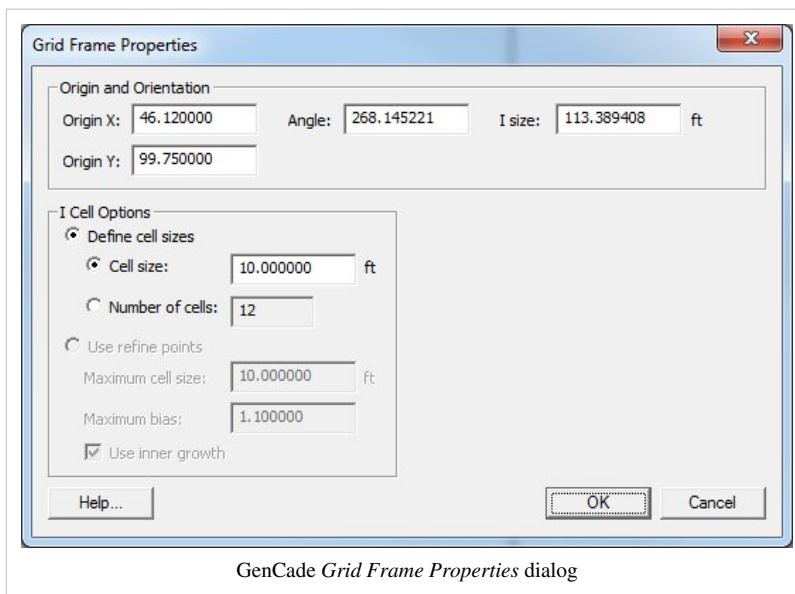 Grid Frame Properties
Origin and Orientation
Origin X: 46.120000 Angle: 268.145221 I size: 113.389408 ft
Origin Y: 99.750000
I Cell Options
Define cell sizes
Cell size: 10.000000 ft
Number of cells: 12
Use refine points
Maximum cell size: 10.000000 ft
Maximum bias: 1.100000
Use inner growth
Help... OK Cancel
GenCade Grid Frame Properties dialog